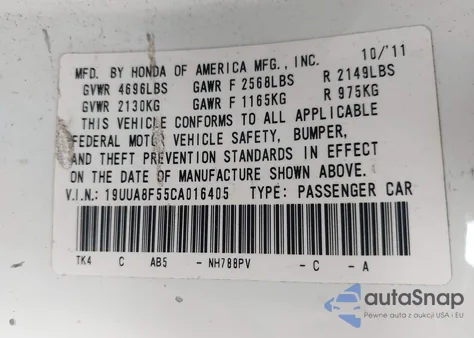 10/'11
MFD. BY HONDA OF AMERICA MFG., INC.
GVWR 4696LBS GAWR F 2568LBS R 2149LBS
GVWR 2130KG GAWR F 1165KG R 975KG
THIS VEHICLE CONFORMS TO ALL APPLICABLE
FEDERAL MOTOR VEHICLE SAFETY, BUMPER,
AND THEFT PREVENTION STANDARDS IN EFFECT
ON THE DATE OF MANUFACTURE SHOWN ABOVE.
V.I.N.: 19UUA8F55CA016405 TYPE: PASSENGER CAR
TK4 C AB5 - NH788PV - C - A
autoSnap
Pewne auta z aukcji USA i EU